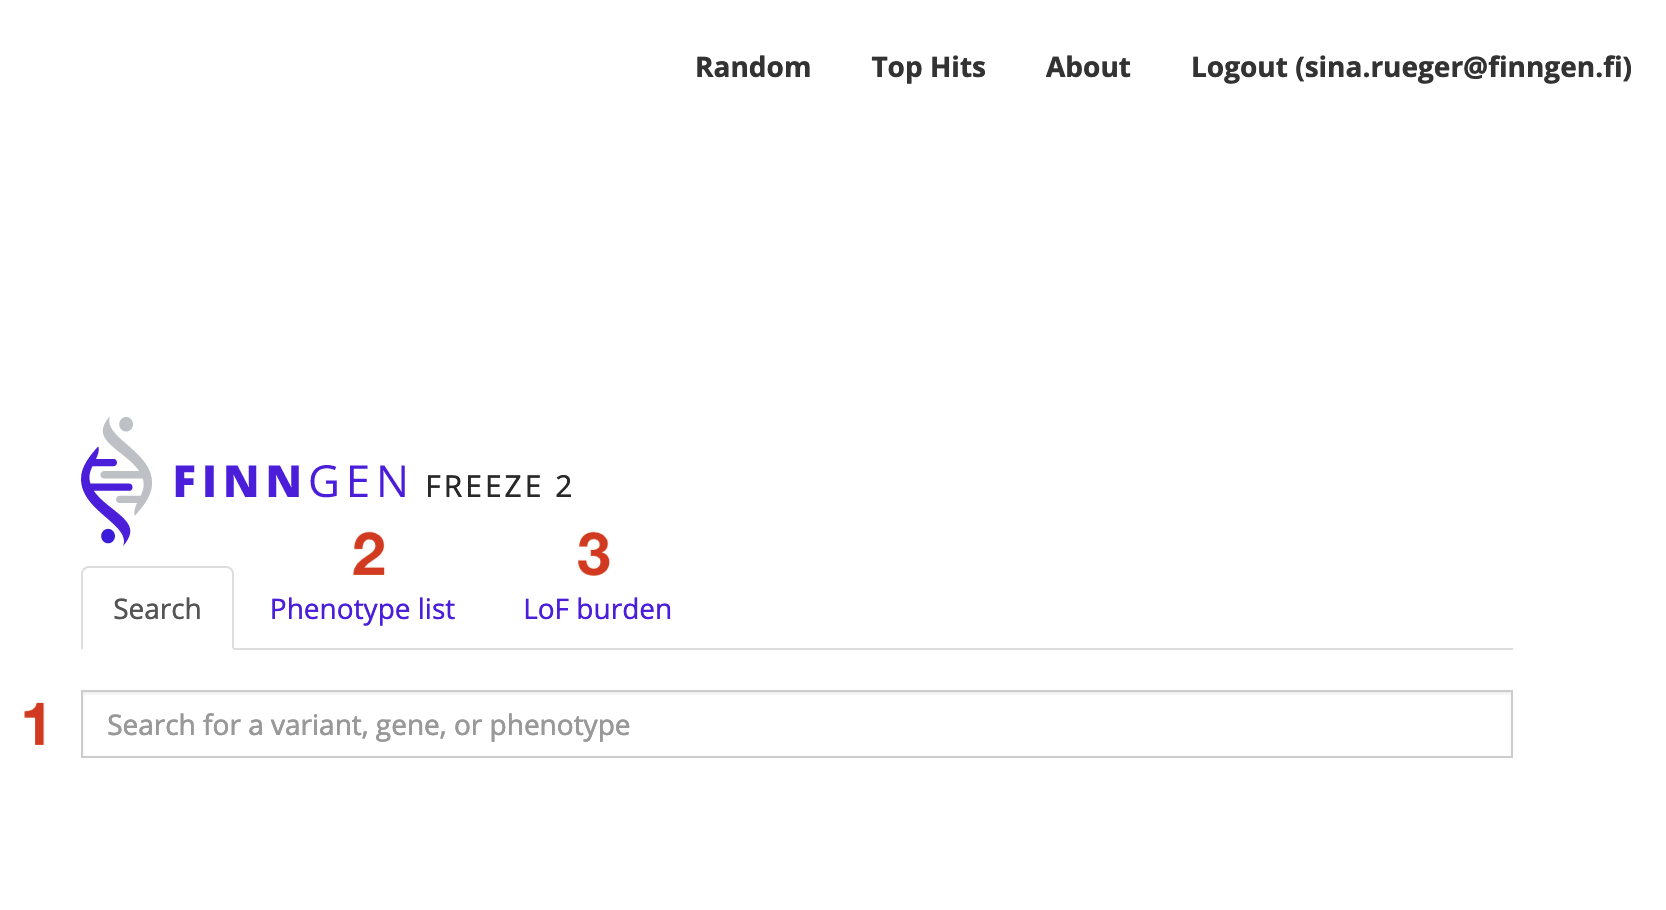 Random Top Hits About Logout (sina.rueger@finngen.fi)
FINNGEN FREEZE 2
2 3
Search Phenotype list LoF burden
1 Search for a variant, gene, or phenotype